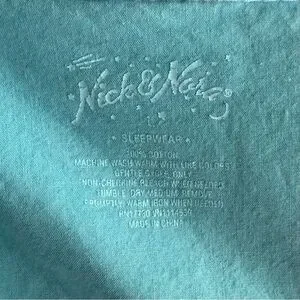 Nick & Nora
• SLEEPWEAR •
100% COTTON
MACHINE WASH WARM WITH LIKE COLORS
GENTLE CYCLE ONLY
NON-CHLORINE BLEACH WHEN NEEDED
TUMBLE DRY MEDIUM, REMOVE
PROMPTLY. WARM IRON WHEN NEEDED
MADE IN CHINA